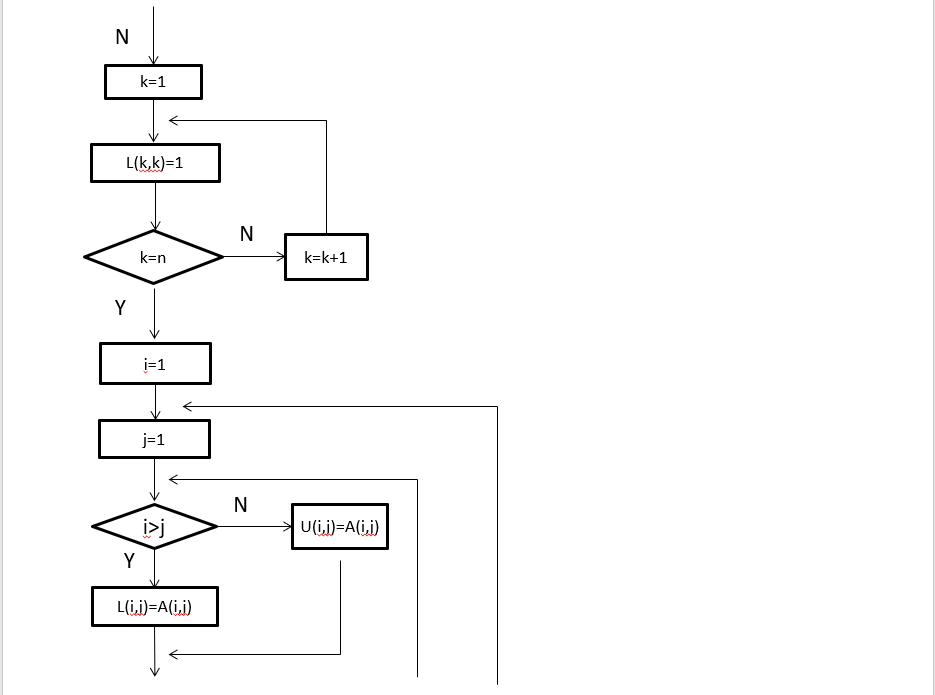 N
k=1
L(k,k)=1
N
k=n
k=k+1
Y
i=1
j=1
N
i>j
U(i,j)=A(i,j)
Y
L(i,j)=A(i,j)